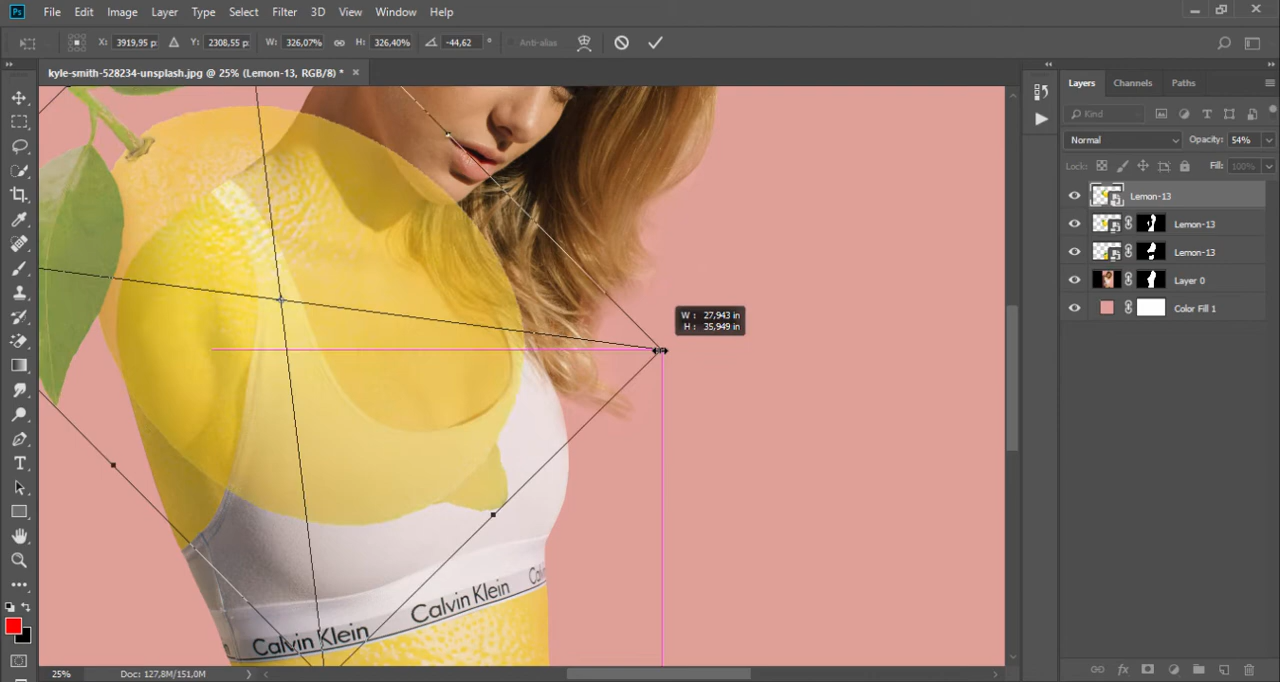 Ps File Edit Image Layer Type Select Filter 3D View Window Help
X: 3919,95 p Y: 2308,55 p W: 326,07% H: 326,40% -44,62 ° Anti-alias
kyle-smith-528234-unsplash.jpg @ 25% (Lemon-13, RGB/8) * ×
Layers Channels Paths
Kind
Normal Opacity: 54%
Lock: Fill: 100%
Lemon-13
Lemon-13
Lemon-13
Layer 0
Color Fill 1
W : 27,943 in
H : 35,949 in
Calvin Klein Calvin Klein
25% Doc: 127,8M/151,0M